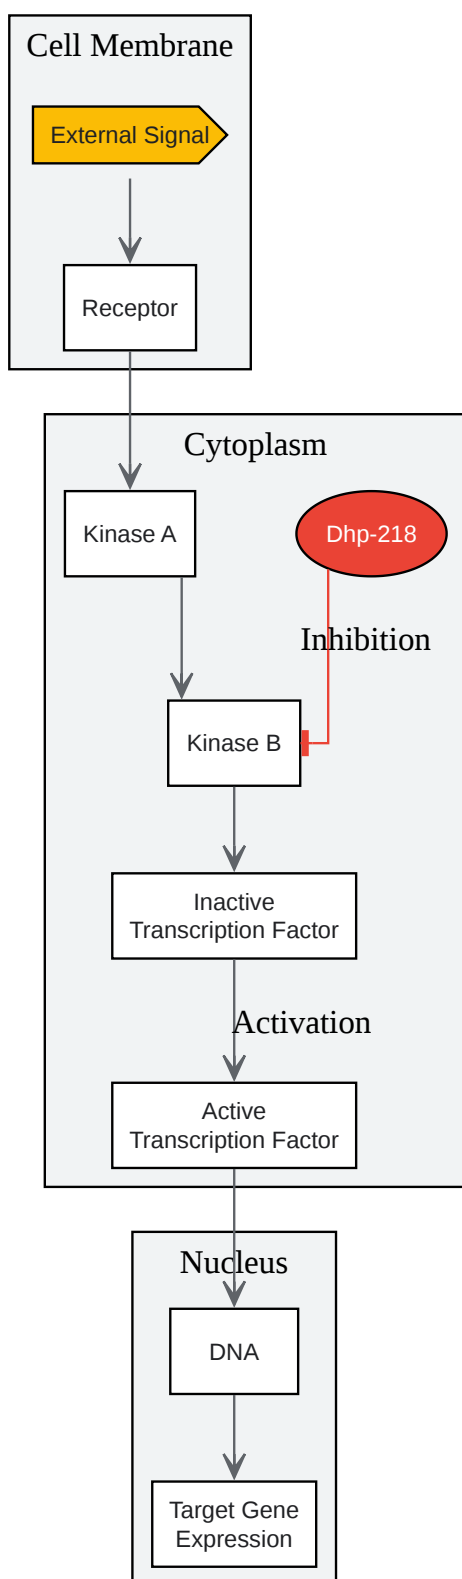 Cell Membrane
External Signal
Receptor
Cytoplasm
Kinase A
Dhp-218
Inhibition
Kinase B
Inactive
Transcription Factor
Activation
Active
Transcription Factor
Nucleus
DNA
Target Gene
Expression